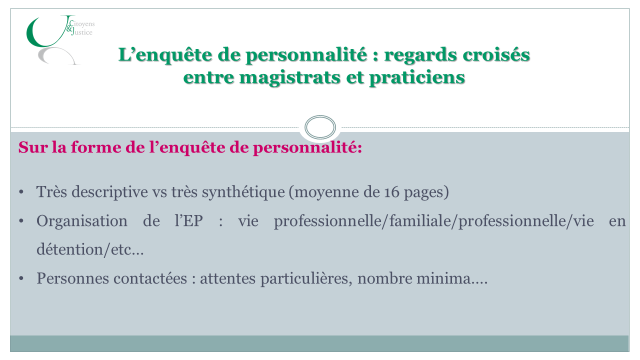 Citoyens
& Justice
L’enquête de personnalité : regards croisés
entre magistrats et praticiens
Sur la forme de l’enquête de personnalité:
• Très descriptive vs très synthétique (moyenne de 16 pages)
• Organisation de l’EP : vie professionnelle/familiale/professionnelle/vie en
détention/etc…
• Personnes contactées : attentes particulières, nombre minima….